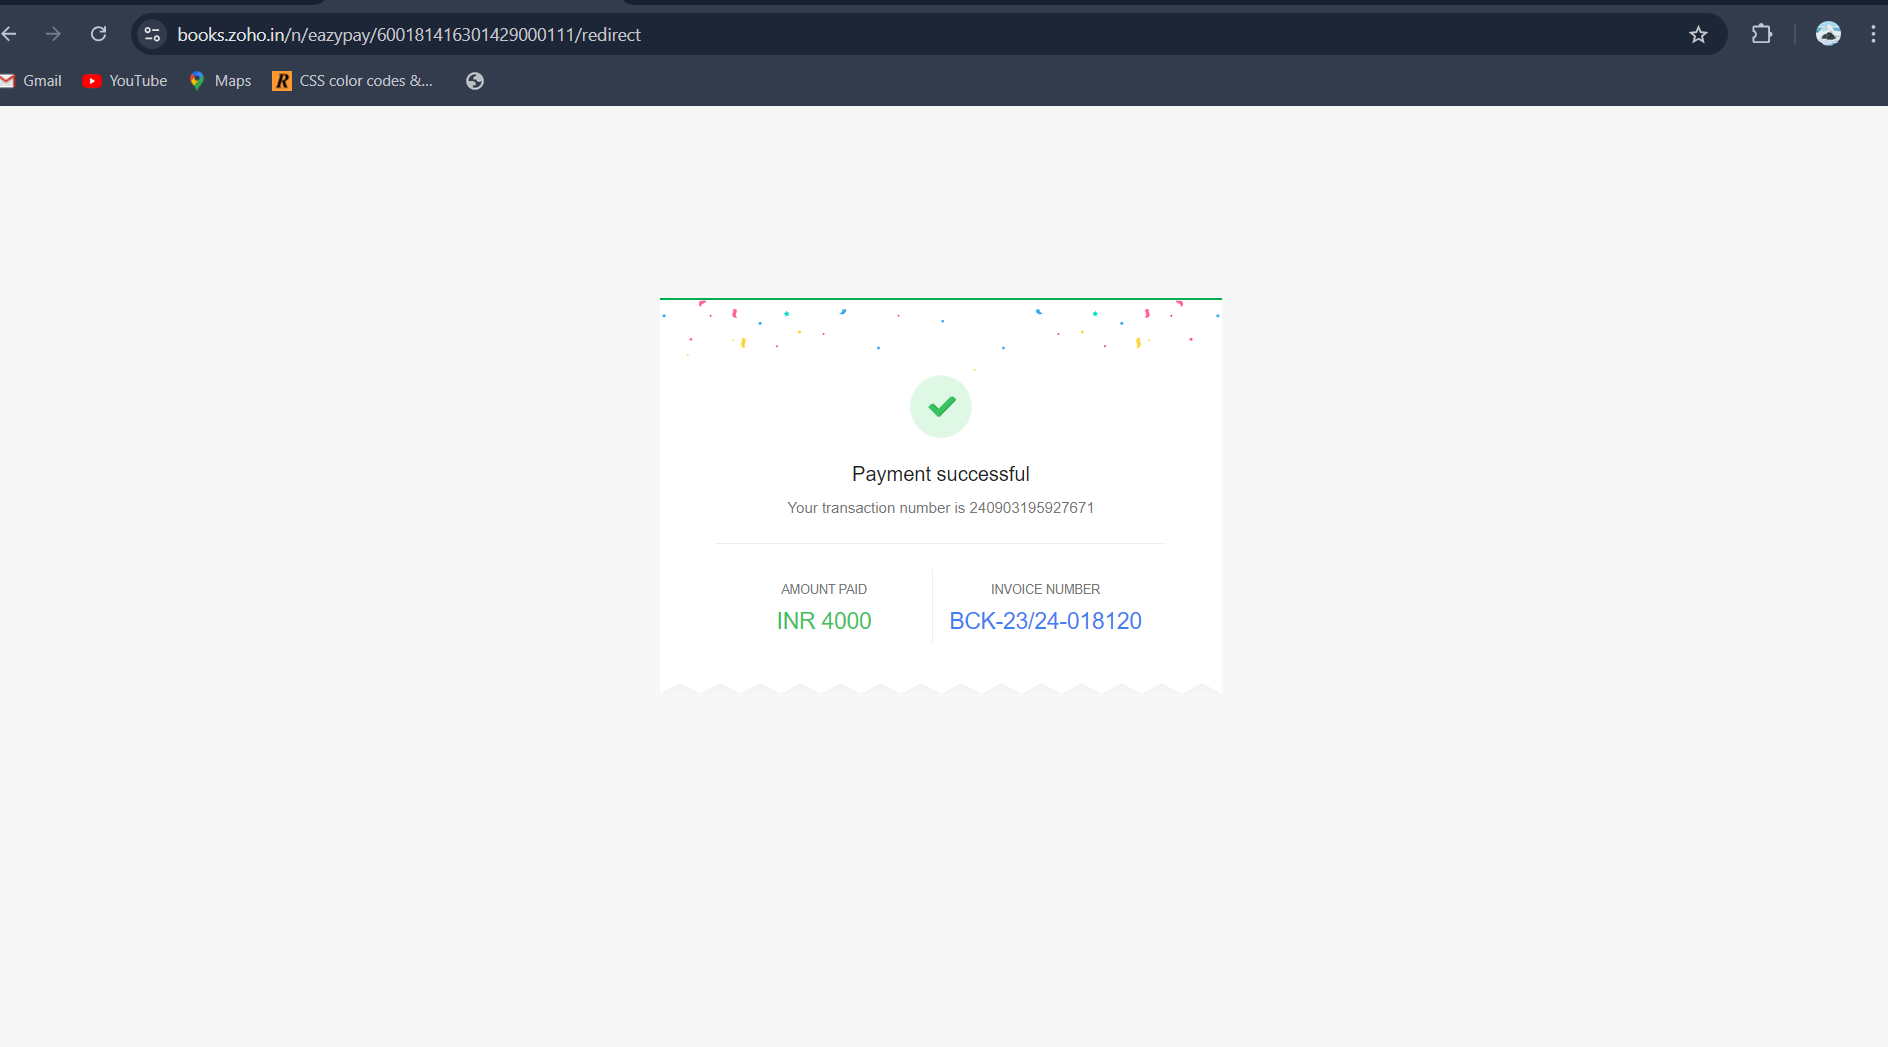 books.zoho.in/n/eazypay/600181416301429000111/redirect
Gmail YouTube Maps R CSS color codes &...
Payment successful
Your transaction number is 240903195927671
AMOUNT PAID
INR 4000
INVOICE NUMBER
BCK-23/24-018120